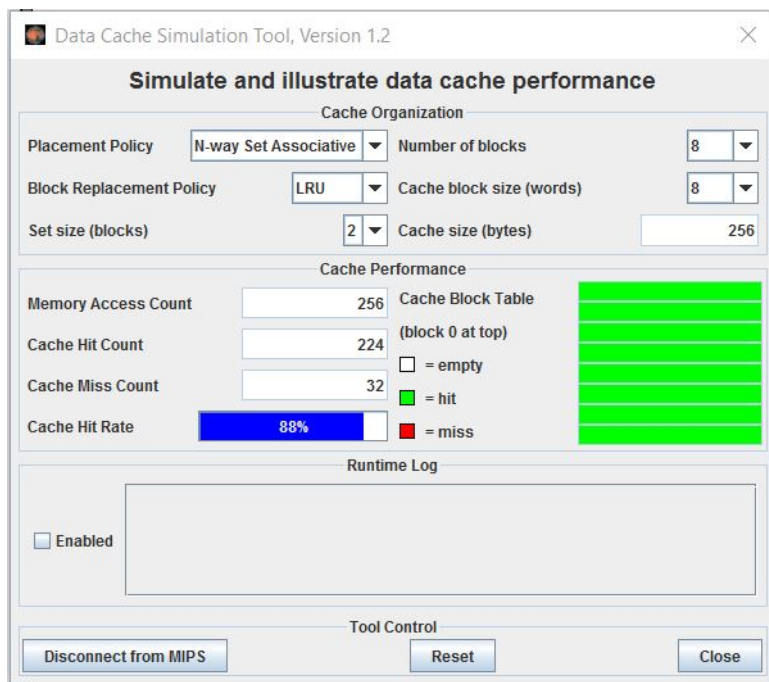 Data Cache Simulation Tool, Version 1.2
Simulate and illustrate data cache performance
Cache Organization
Placement Policy N-way Set Associative Number of blocks 8
Block Replacement Policy LRU Cache block size (words) 8
Set size (blocks) 2 Cache size (bytes) 256
Cache Performance
Memory Access Count 256 Cache Block Table
(block 0 at top)
Cache Hit Count 224
= empty
Cache Miss Count 32
= hit
Cache Hit Rate 88%
= miss
Runtime Log
Enabled
Tool Control
Disconnect from MIPS Reset Close